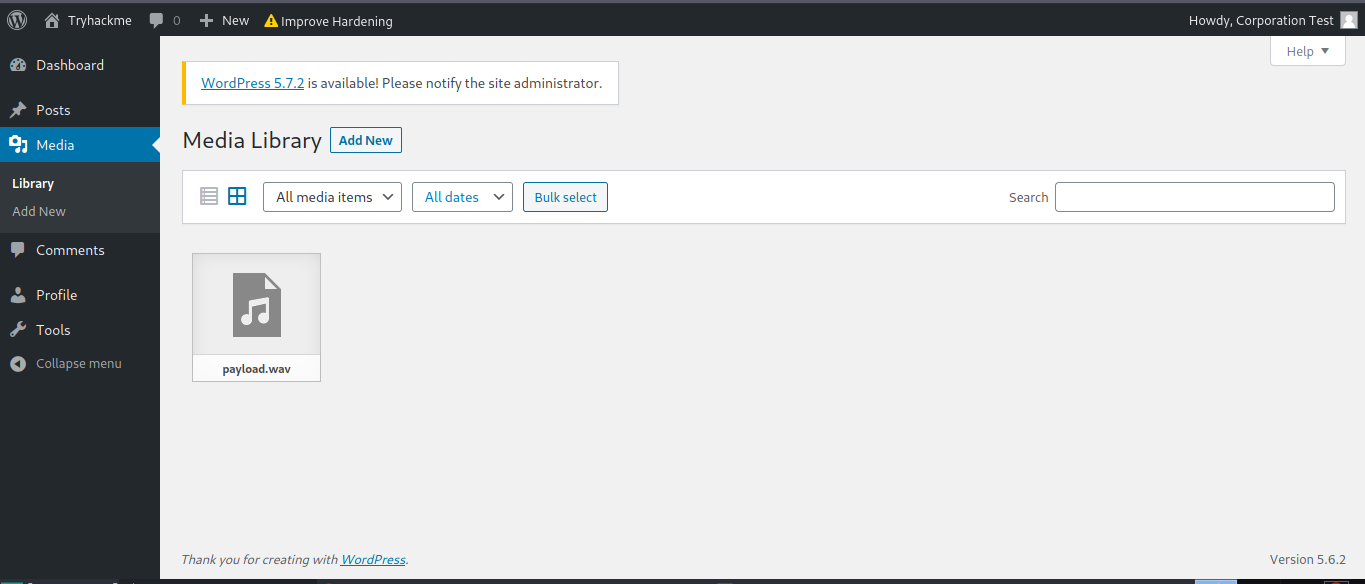 Tryhackme 0 New Improve Hardening Howdy, Corporation Test
Help
Dashboard
Posts
Media
Library
Add New
Comments
Profile
Tools
Collapse menu
WordPress 5.7.2 is available! Please notify the site administrator.
Media Library Add New
All media items All dates Bulk select Search
payload.wav
Thank you for creating with WordPress. Version 5.6.2